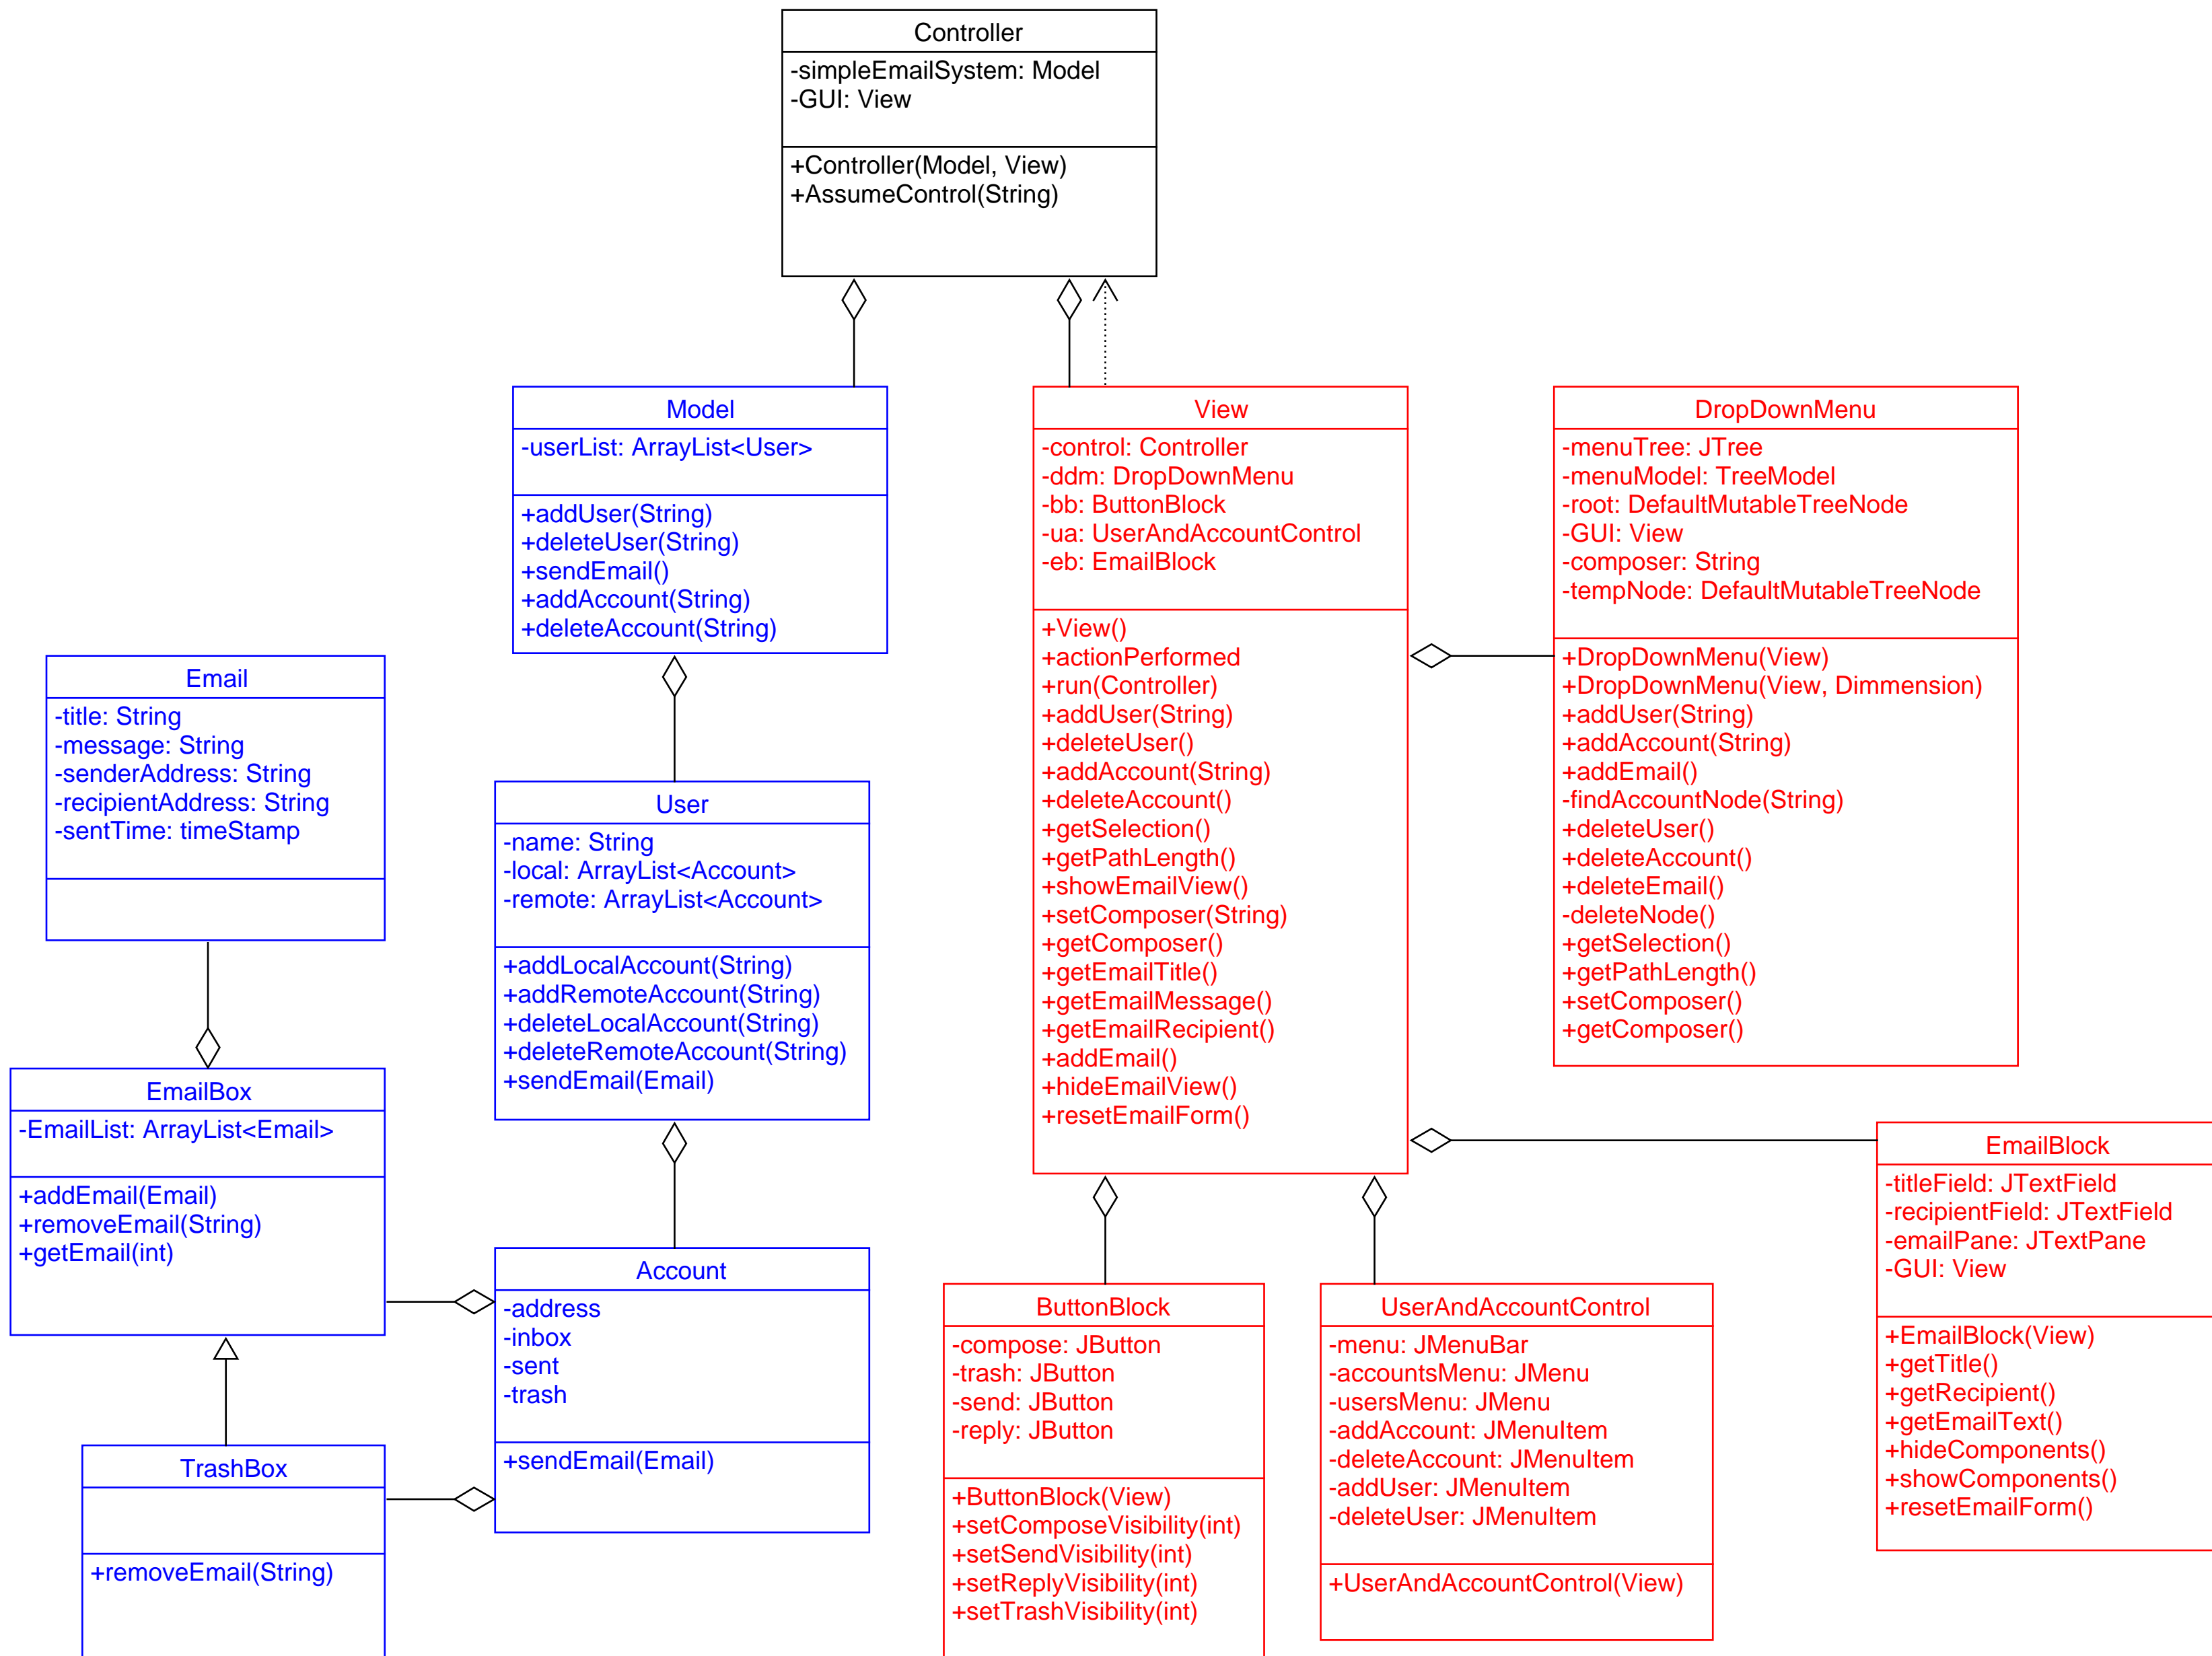 Controller
-simpleEmailSystem: Model
-GUI: View
+Controller(Model, View)
+AssumeControl(String)
Model
-userList: ArrayList<User>
+addUser(String)
+deleteUser(String)
+sendEmail()
+addAccount(String)
+deleteAccount(String)
View
-control: Controller
-ddm: DropDownMenu
-bb: ButtonBlock
-ua: UserAndAccountControl
-eb: EmailBlock
+View()
+actionPerformed
+run(Controller)
+addUser(String)
+deleteUser()
+addAccount(String)
+deleteAccount()
+getSelection()
+getPathLength()
+showEmailView()
+setComposer(String)
+getComposer()
+getEmailTitle()
+getEmailMessage()
+getEmailRecipient()
+addEmail()
+hideEmailView()
+resetEmailForm()
DropDownMenu
-menuTree: JTree
-menuModel: TreeModel
-root: DefaultMutableTreeNode
-GUI: View
-composer: String
-tempNode: DefaultMutableTreeNode
+DropDownMenu(View)
+DropDownMenu(View, Dimmension)
+addUser(String)
+addAccount(String)
+addEmail()
-findAccountNode(String)
+deleteUser()
+deleteAccount()
+deleteEmail()
-deleteNode()
+getSelection()
+getPathLength()
+setComposer()
+getComposer()
Email
-title: String
-message: String
-senderAddress: String
-recipientAddress: String
-sentTime: timeStamp
User
-name: String
-local: ArrayList<Account>
-remote: ArrayList<Account>
+addLocalAccount(String)
+addRemoteAccount(String)
+deleteLocalAccount(String)
+deleteRemoteAccount(String)
+sendEmail(Email)
EmailBox
-EmailList: ArrayList<Email>
+addEmail(Email)
+removeEmail(String)
+getEmail(int)
Account
-address
-inbox
-sent
-trash
+sendEmail(Email)
TrashBox
+removeEmail(String)
ButtonBlock
-compose: JButton
-trash: JButton
-send: JButton
-reply: JButton
+ButtonBlock(View)
+setComposeVisibility(int)
+setSendVisibility(int)
+setReplyVisibility(int)
+setTrashVisibility(int)
UserAndAccountControl
-menu: JMenuBar
-accountsMenu: JMenu
-usersMenu: JMenu
-addAccount: JMenuItem
-deleteAccount: JMenuItem
-addUser: JMenuItem
-deleteUser: JMenuItem
+UserAndAccountControl(View)
EmailBlock
-titleField: JTextField
-recipientField: JTextField
-emailPane: JTextPane
-GUI: View
+EmailBlock(View)
+getTitle()
+getRecipient()
+getEmailText()
+hideComponents()
+showComponents()
+resetEmailForm()